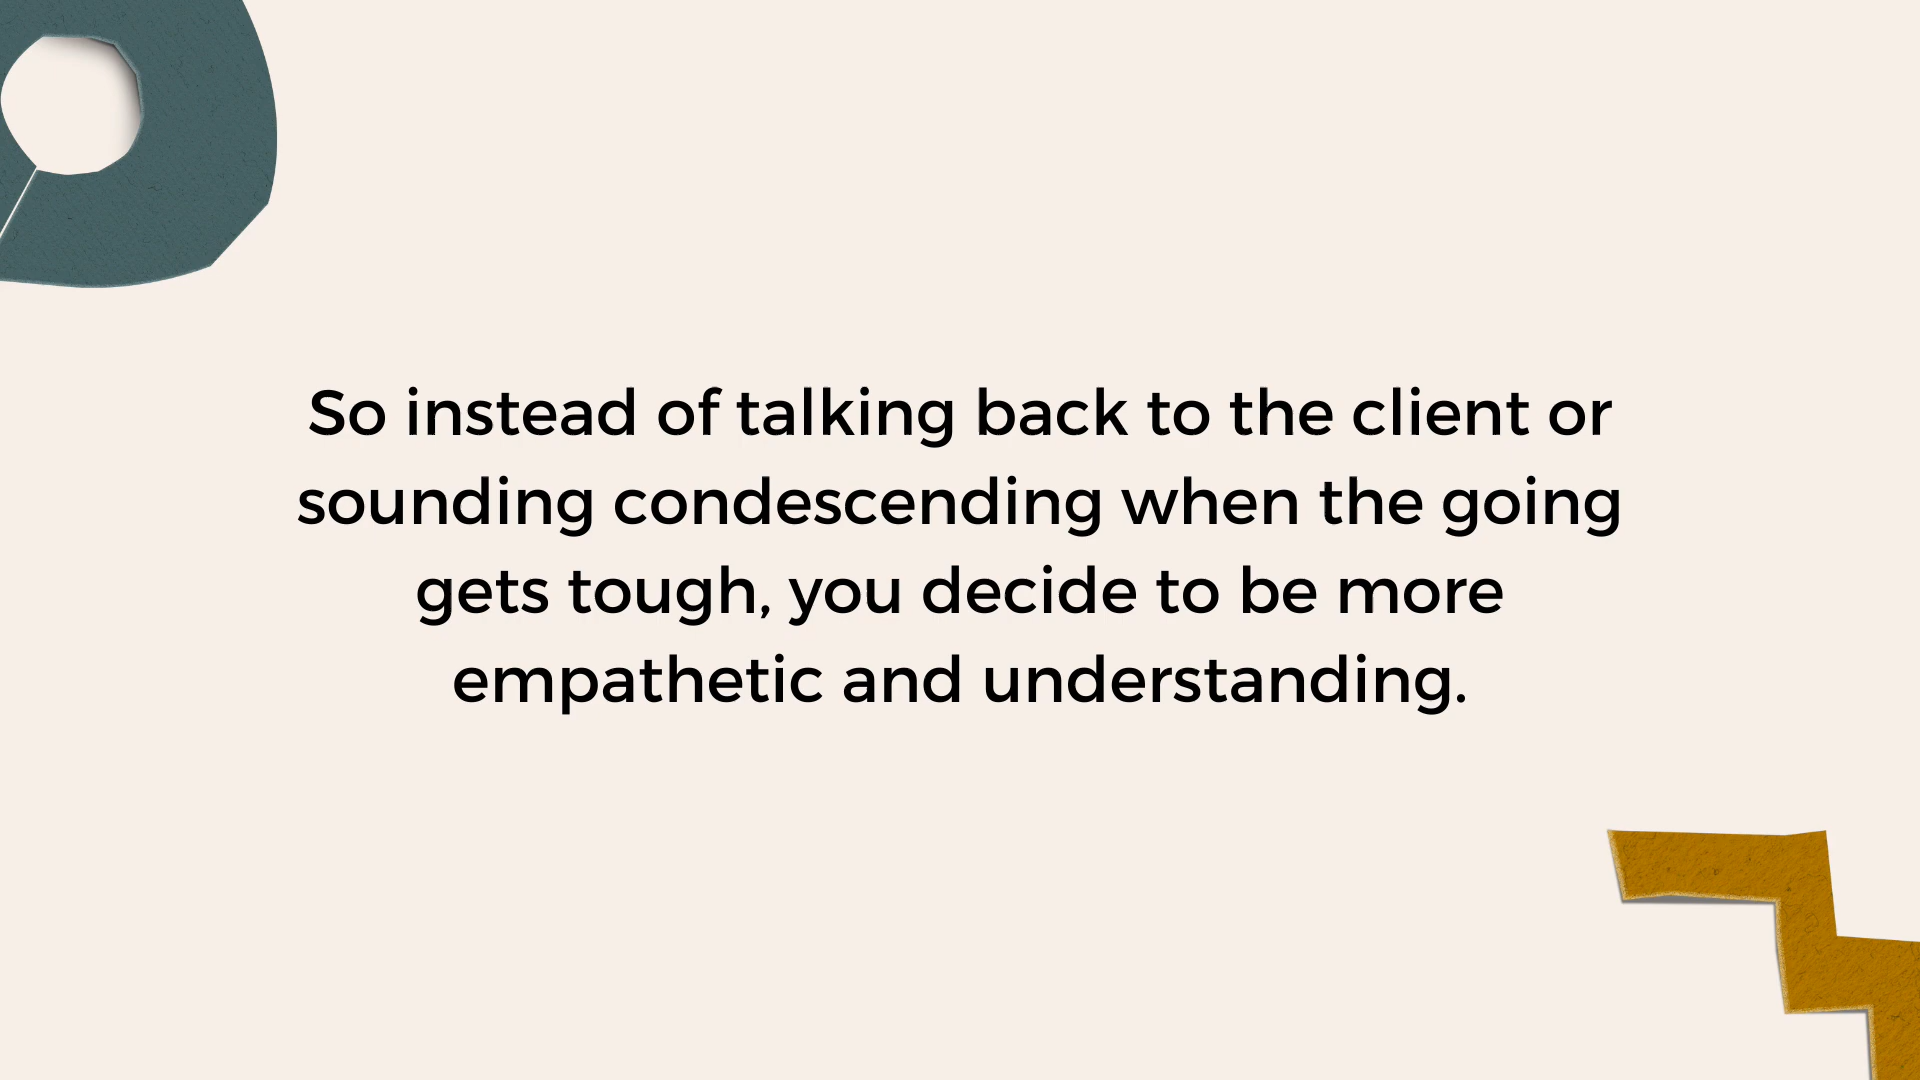 So instead of talking back to the client or
sounding condescending when the going
gets tough, you decide to be more
empathetic and understanding.